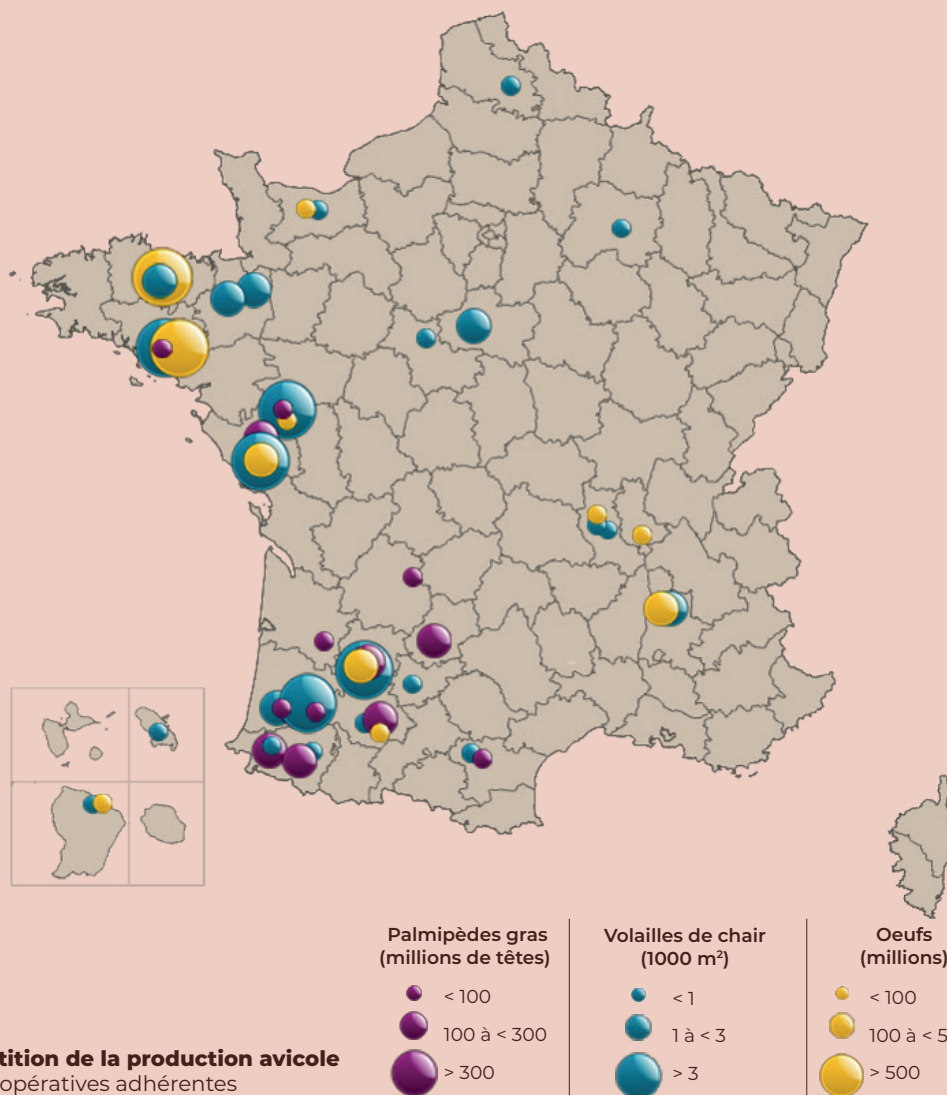 Palmipèdes gras
(millions de têtes)
< 100
100 à < 300
> 300
Volailles de chair
(1000 m²)
< 1
1 à < 3
> 3
Oeufs
(millions)
< 100
100 à < 5
> 500
tition de la production avicole
opératives adhérentes